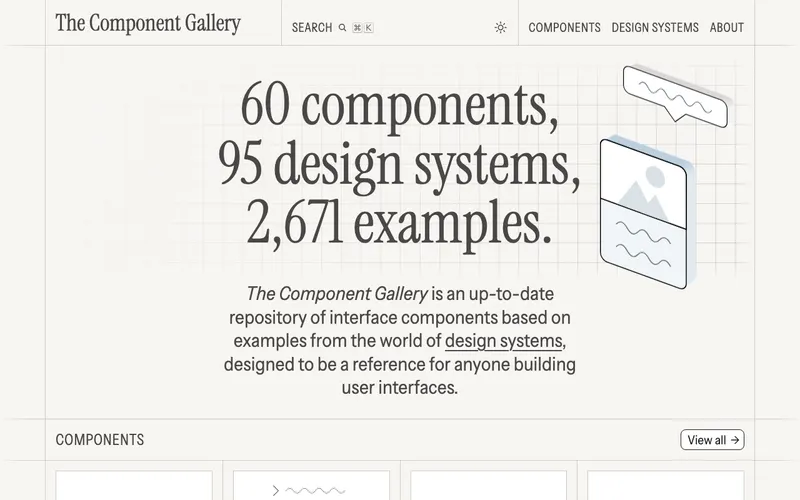 The Component Gallery
SEARCH ⌘ K
COMPONENTS DESIGN SYSTEMS ABOUT
60 components,
95 design systems,
2,671 examples.
The Component Gallery is an up-to-date
repository of interface components based on
examples from the world of design systems,
designed to be a reference for anyone building
user interfaces.
COMPONENTS
View all →